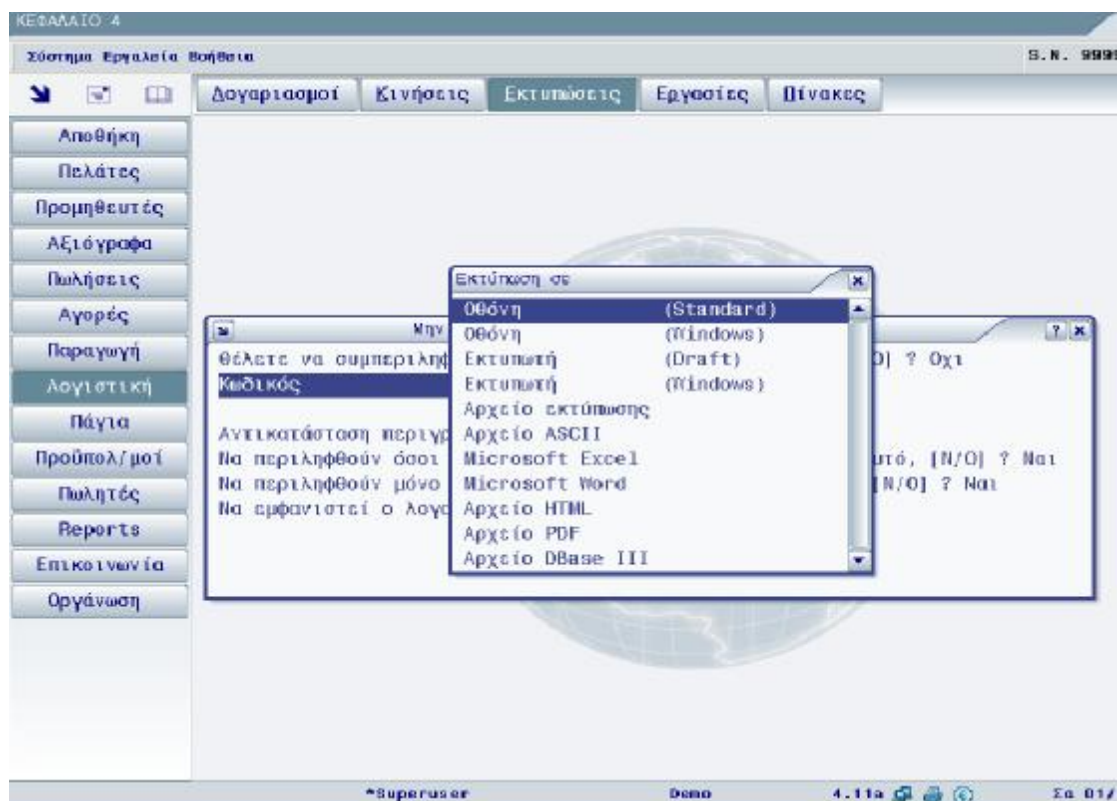 ΚΕΦΑΛΑΙΟ 4
Σύστημα Εργαλεία Βοήθεια
S.N. 9999
Λογαριασμοί Κινήσεις Εκτυπώσεις Εργασίες Πίνακες
Αποθήκη
Πελάτες
Προμηθευτές
Αξιόγραφα
Πωλήσεις
Αγορές
Παραγωγή
Λογιστική
Πάγια
Προϋπολ/μοί
Πωλητές
Reports
Επικοινωνία
Οργάνωση
Εκτύπωση σε
Οθόνη (Standard)
Οθόνη (Windows)
Εκτυπωτή (Draft)
Εκτυπωτή (Windows)
Αρχείο εκτύπωσης
Αρχείο ASCII
Microsoft Excel
Microsoft Word
Αρχείο HTML
Αρχείο PDF
Αρχείο DBase III
Μην
Θέλετε να συμπεριληφ Ο] ? Οχι
Κωδικός
Αντικατάσταση περιγρ
Να περιληφθούν όσοι υτό, [Ν/Ο] ? Ναι
Να περιληφθούν μόνο [Ν/Ο] ? Ναι
Να εμφανιστεί ο λογα
*Superuser Demo 4.11a Σα 01/